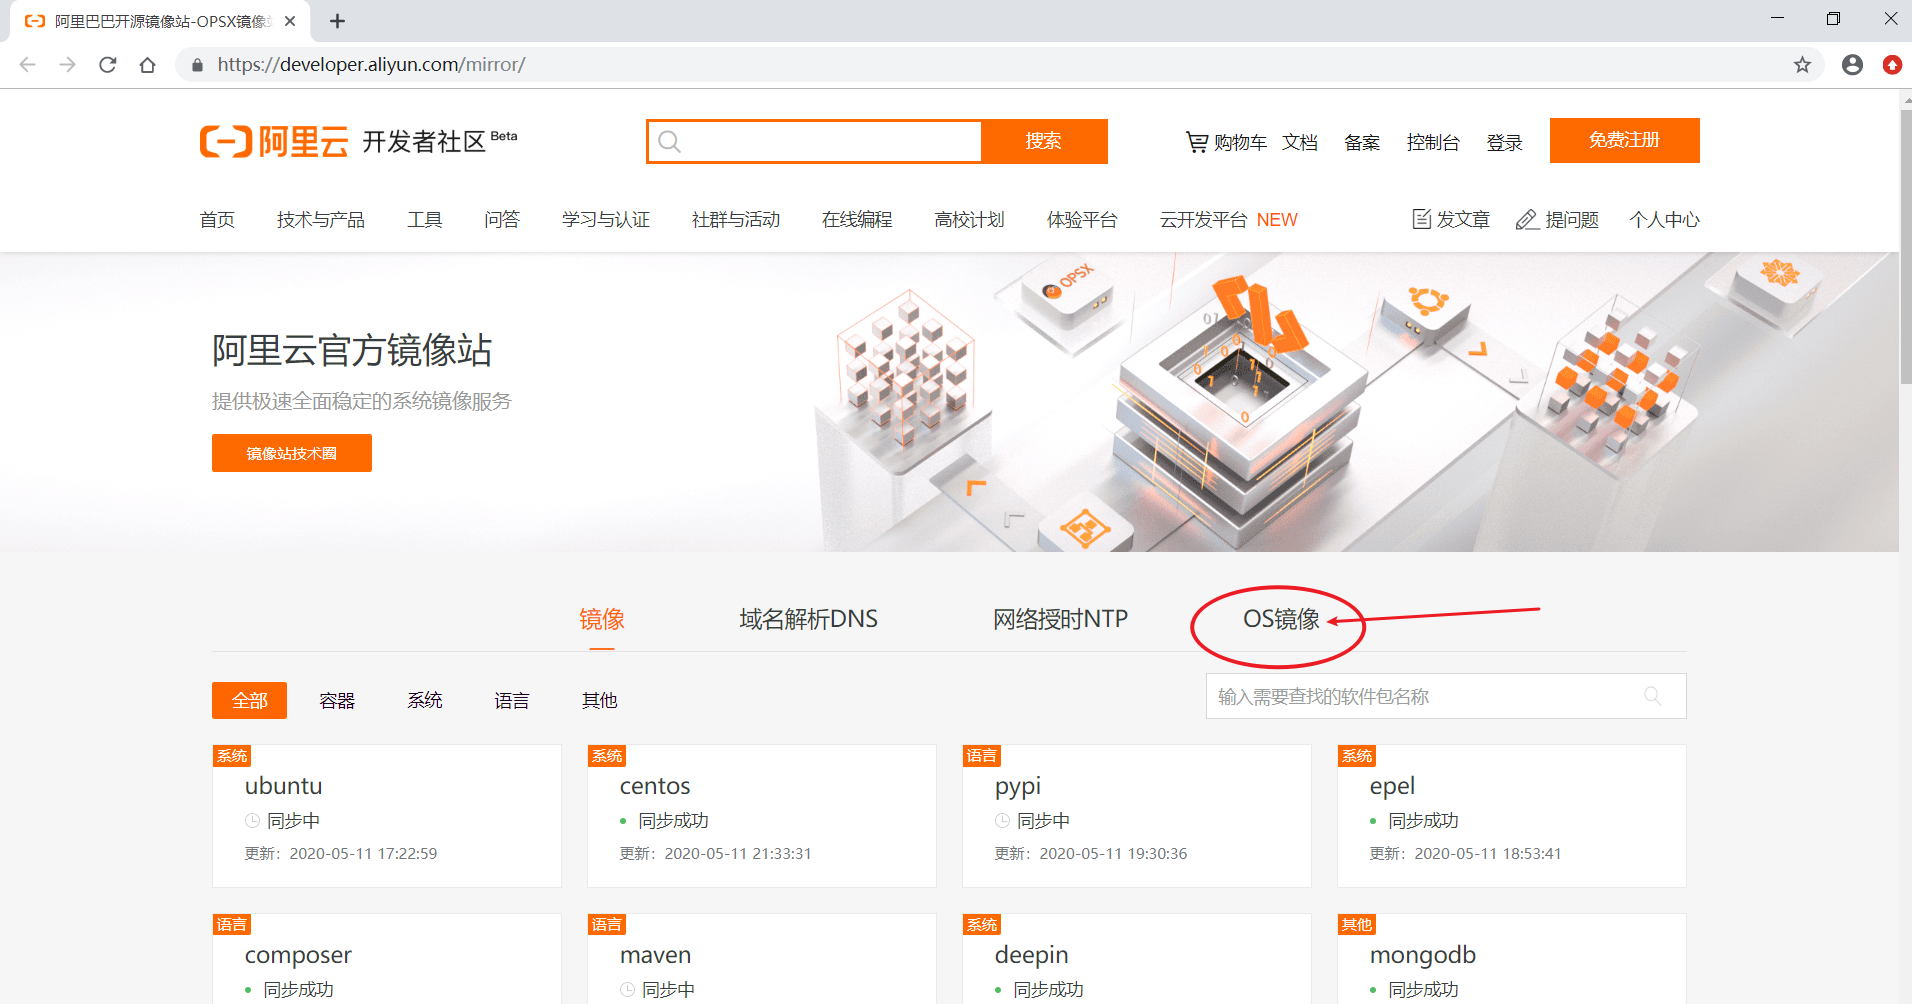 阿里巴巴开源镜像站-OPSX镜像
https://developer.aliyun.com/mirror/
阿里云 开发者社区 Beta
搜索
购物车 文档 备案 控制台 登录 免费注册
首页 技术与产品 工具 问答 学习与认证 社群与活动 在线编程 高校计划 体验平台 云开发平台 NEW 发文章 提问题 个人中心
OPSX
阿里云官方镜像站
提供极速全面稳定的系统镜像服务
镜像站技术圈
镜像 域名解析DNS 网络授时NTP OS镜像
全部 容器 系统 语言 其他 输入需要查找的软件包名称
系统
ubuntu
同步中
更新：2020-05-11 17:22:59
系统
centos
同步成功
更新：2020-05-11 21:33:31
语言
pypi
同步中
更新：2020-05-11 19:30:36
系统
epel
同步成功
更新：2020-05-11 18:53:41
语言
composer
同步成功
语言
maven
同步中
系统
deepin
同步成功
其他
mongodb
同步成功